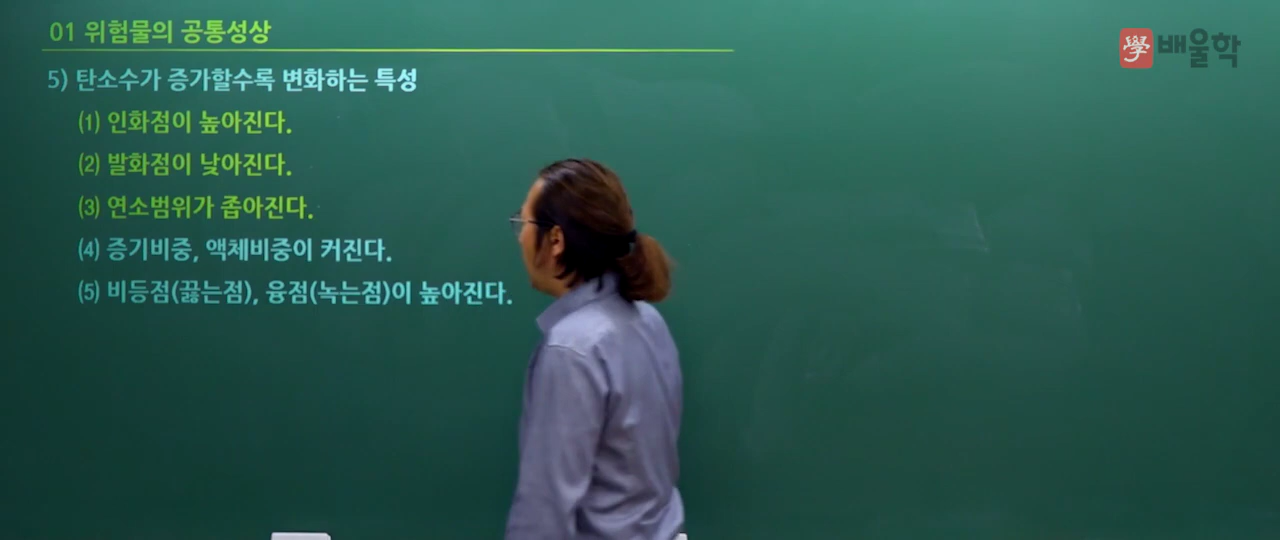 01 위험물의 공통성상
學배울학
5) 탄소수가 증가할수록 변화하는 특성
(1) 인화점이 높아진다.
(2) 발화점이 낮아진다.
(3) 연소범위가 좁아진다.
(4) 증기비중, 액체비중이 커진다.
(5) 비등점(끓는점), 융점(녹는점)이 높아진다.